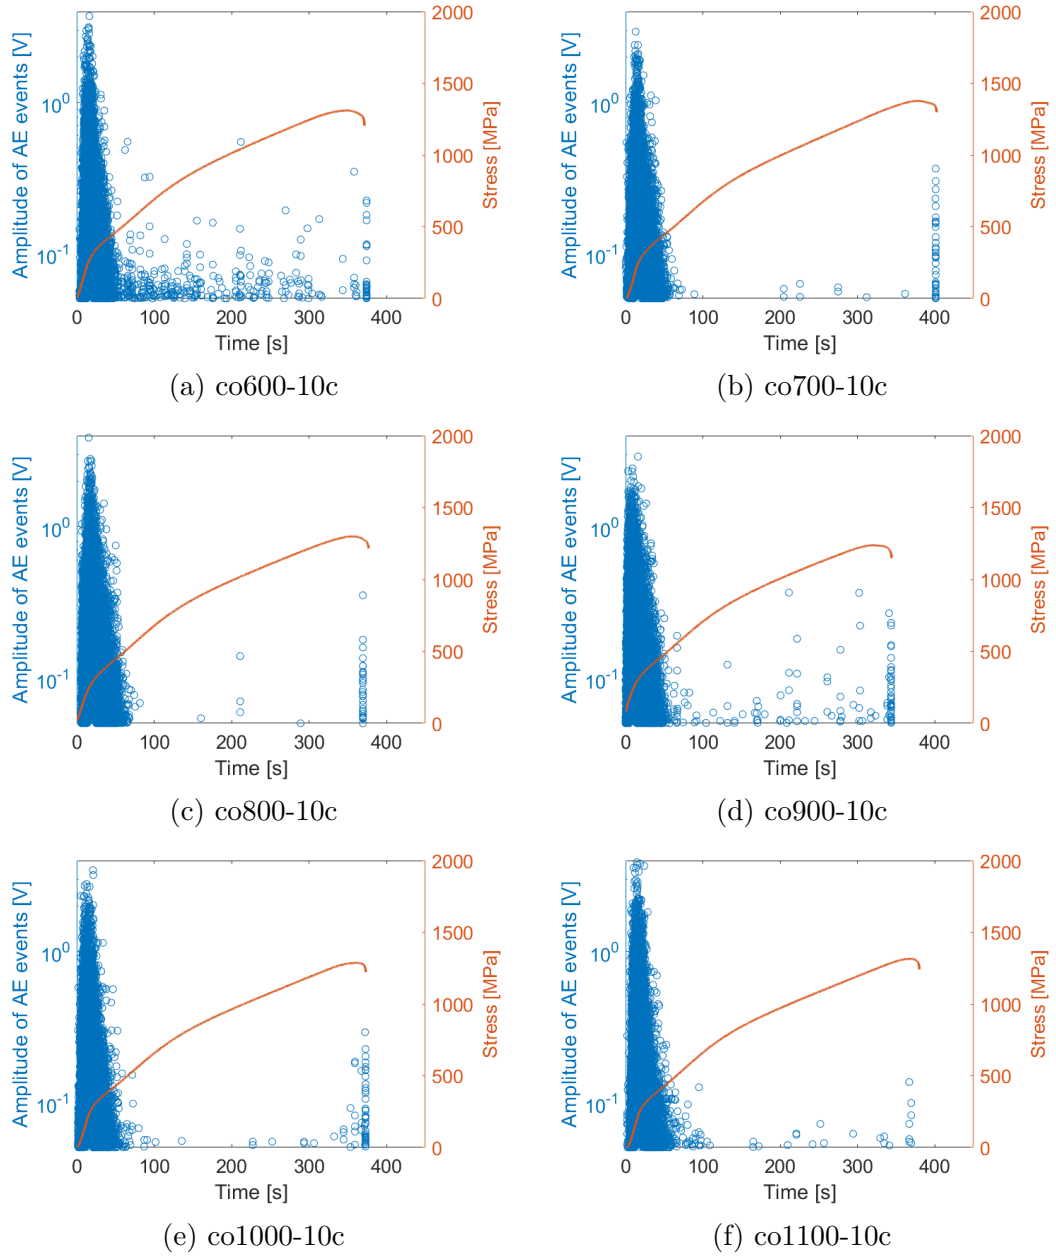 2000
1500
1000
500
0
10^0
10^-1
Amplitude of AE events [V]
Stress [MPa]
0 100 200 300 400
Time [s]
(a) co600-10c
2000
1500
1000
500
0
10^0
10^-1
Amplitude of AE events [V]
Stress [MPa]
0 100 200 300 400
Time [s]
(b) co700-10c
2000
1500
1000
500
0
10^0
10^-1
Amplitude of AE events [V]
Stress [MPa]
0 100 200 300 400
Time [s]
(c) co800-10c
2000
1500
1000
500
0
10^0
10^-1
Amplitude of AE events [V]
Stress [MPa]
0 100 200 300 400
Time [s]
(d) co900-10c
2000
1500
1000
500
0
10^0
10^-1
Amplitude of AE events [V]
Stress [MPa]
0 100 200 300 400
Time [s]
(e) co1000-10c
2000
1500
1000
500
0
10^0
10^-1
Amplitude of AE events [V]
Stress [MPa]
0 100 200 300 400
Time [s]
(f) co1100-10c